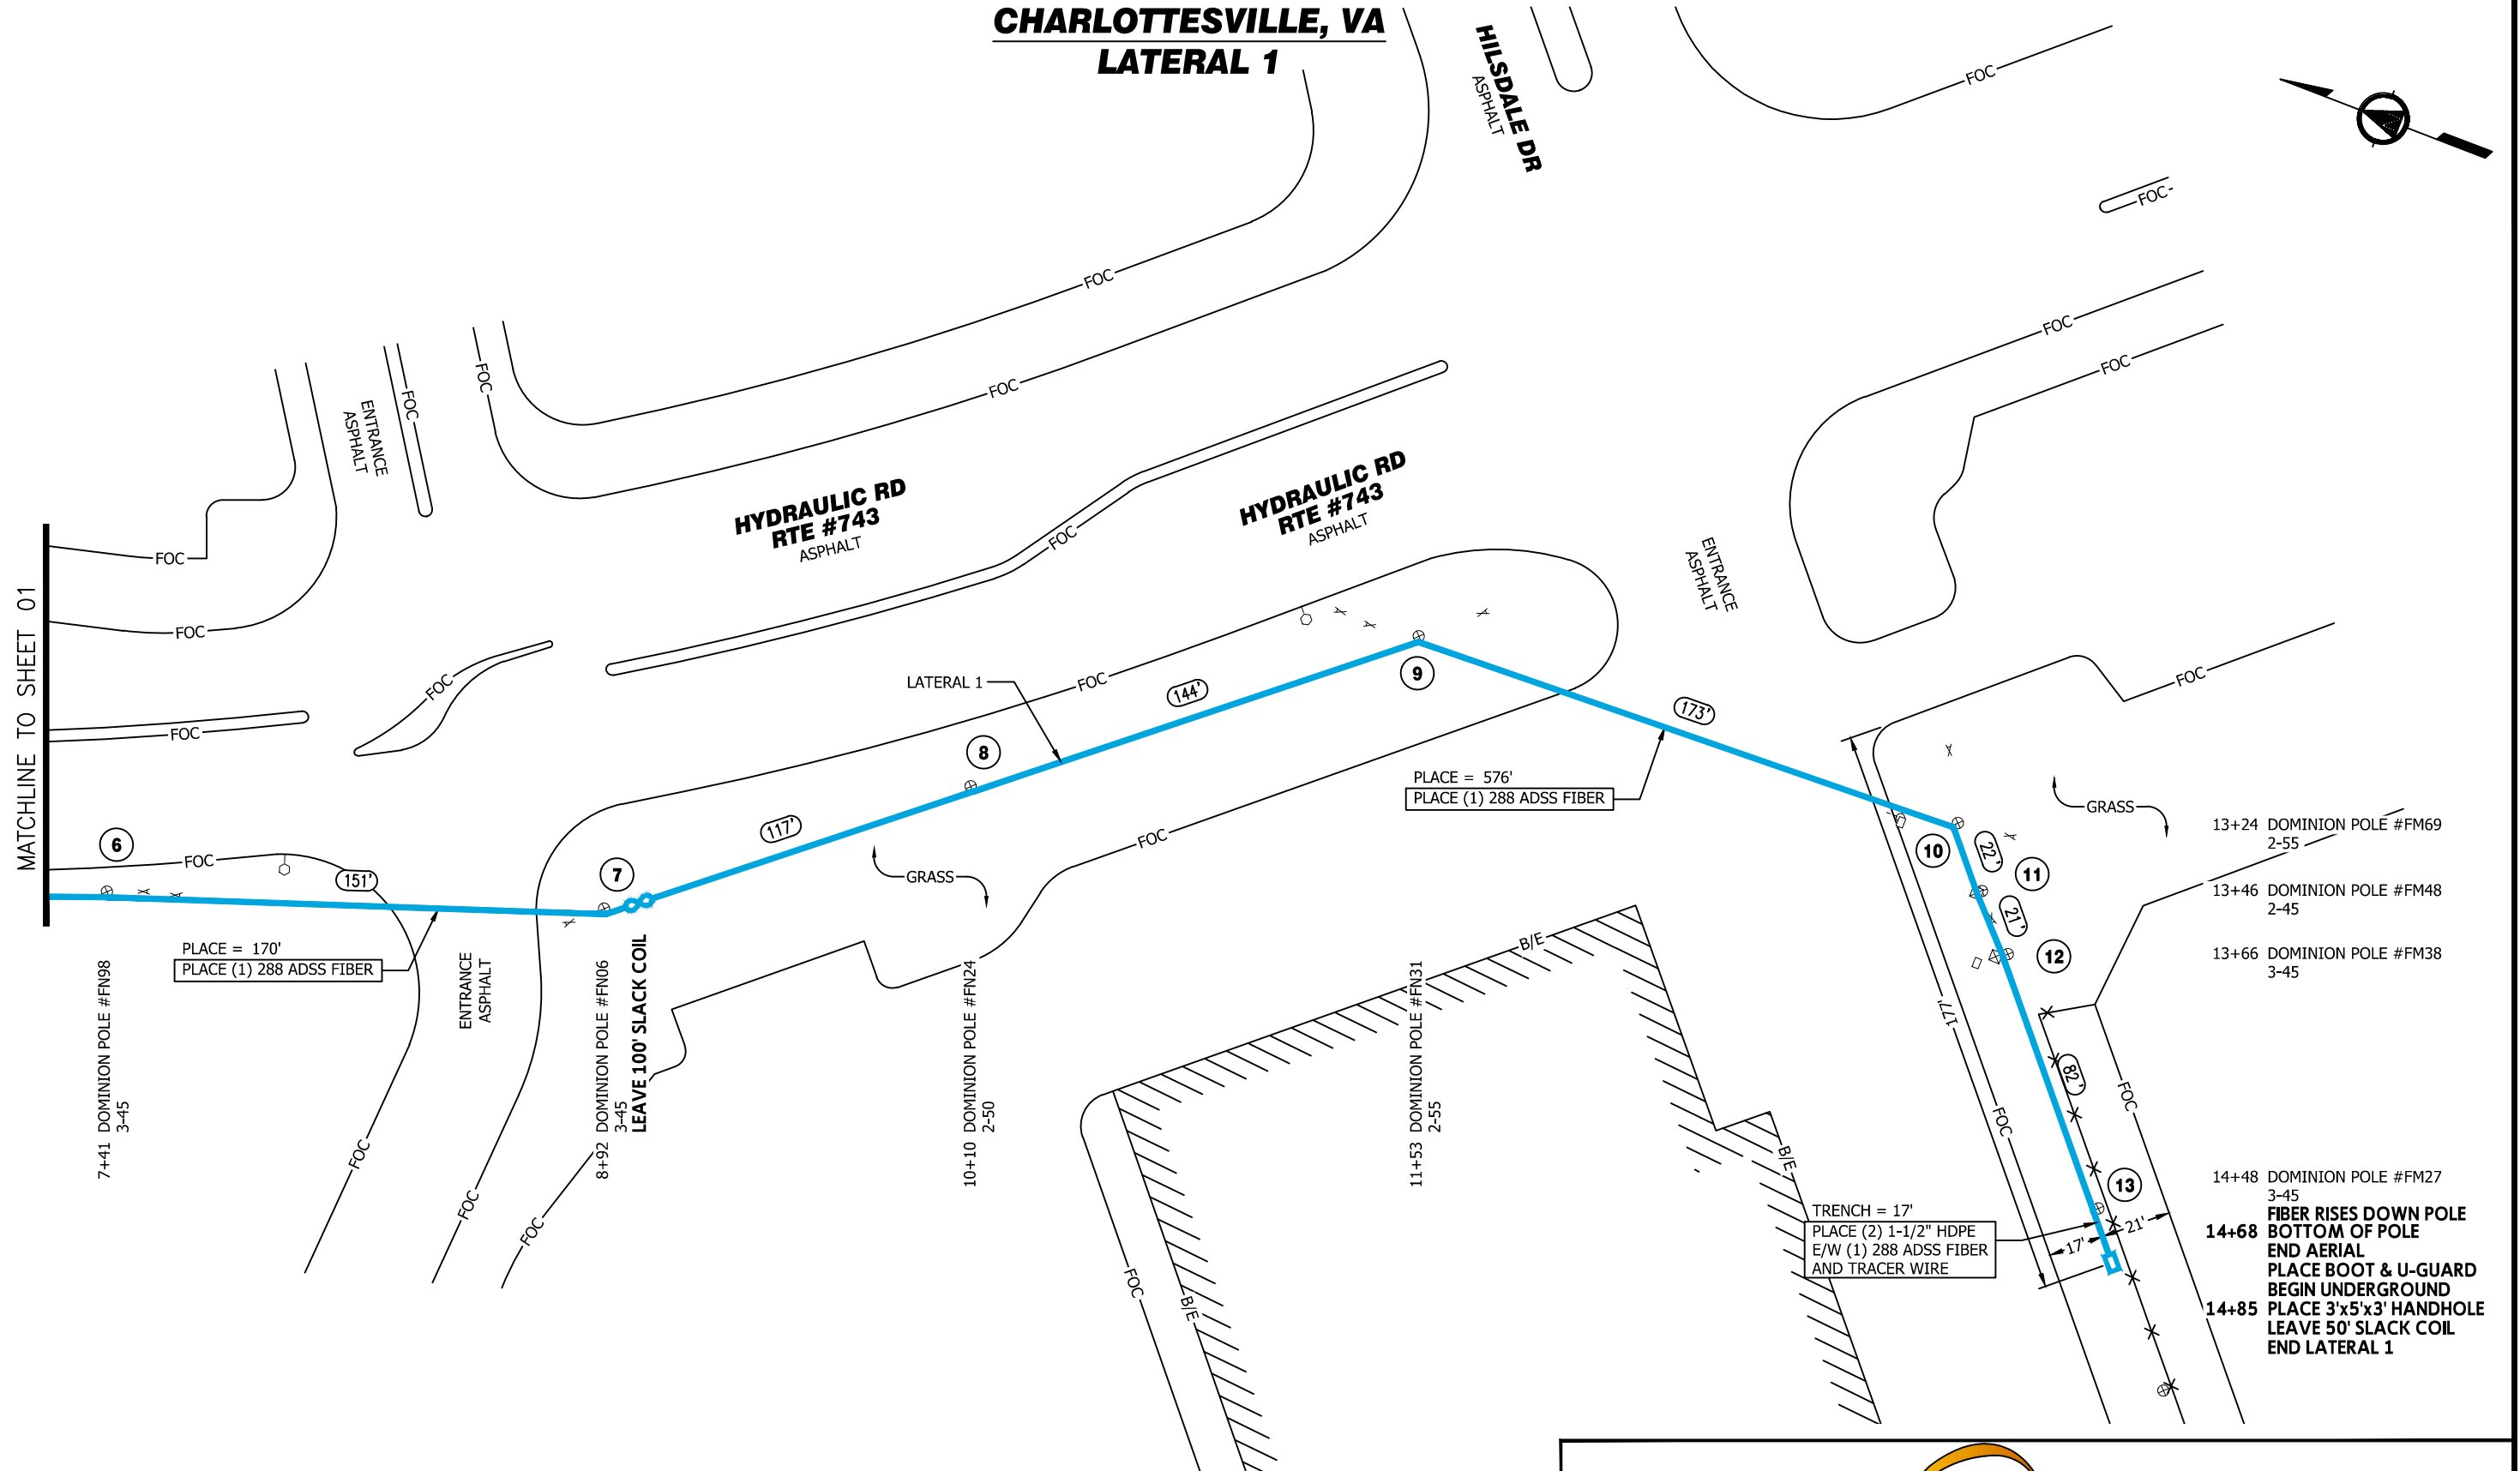 CHARLOTTESVILLE, VA
LATERAL 1
HILSDALE DR
ASPHALT
FOC
FOC-
FOC
FOC
FOC
FOC
FOC
FOC
ENTRANCE
ASPHALT
HYDRAULIC RD
RTE #743
ASPHALT
HYDRAULIC RD
RTE #743
ASPHALT
FOC
ENTRANCE
ASPHALT
MATCHLINE TO SHEET 01
FOC
FOC
FOC
FOC
FOC
LATERAL 1
FOC
144'
9
173'
FOC
8
PLACE = 576'
PLACE (1) 288 ADSS FIBER
117'
6
FOC
151'
7
GRASS
FOC
GRASS
10
22'
11
21'
12
13+24 DOMINION POLE #FM69
2-55
13+46 DOMINION POLE #FM48
2-45
13+66 DOMINION POLE #FM38
3-45
PLACE = 170'
PLACE (1) 288 ADSS FIBER
ENTRANCE
ASPHALT
7+41 DOMINION POLE #FN98
3-45
8+92 DOMINION POLE #FN06
3-45
LEAVE 100' SLACK COIL
10+10 DOMINION POLE #FN24
2-50
11+53 DOMINION POLE #FN31
2-55
B/E
B/E
B/E
177'
82'
FOC
FOC
FOC
FOC
FOC
FOC
13
21'
17'
TRENCH = 17'
PLACE (2) 1-1/2" HDPE
E/W (1) 288 ADSS FIBER
AND TRACER WIRE
14+48 DOMINION POLE #FM27
3-45
FIBER RISES DOWN POLE
14+68 BOTTOM OF POLE
END AERIAL
PLACE BOOT & U-GUARD
BEGIN UNDERGROUND
14+85 PLACE 3'x5'x3' HANDHOLE
LEAVE 50' SLACK COIL
END LATERAL 1